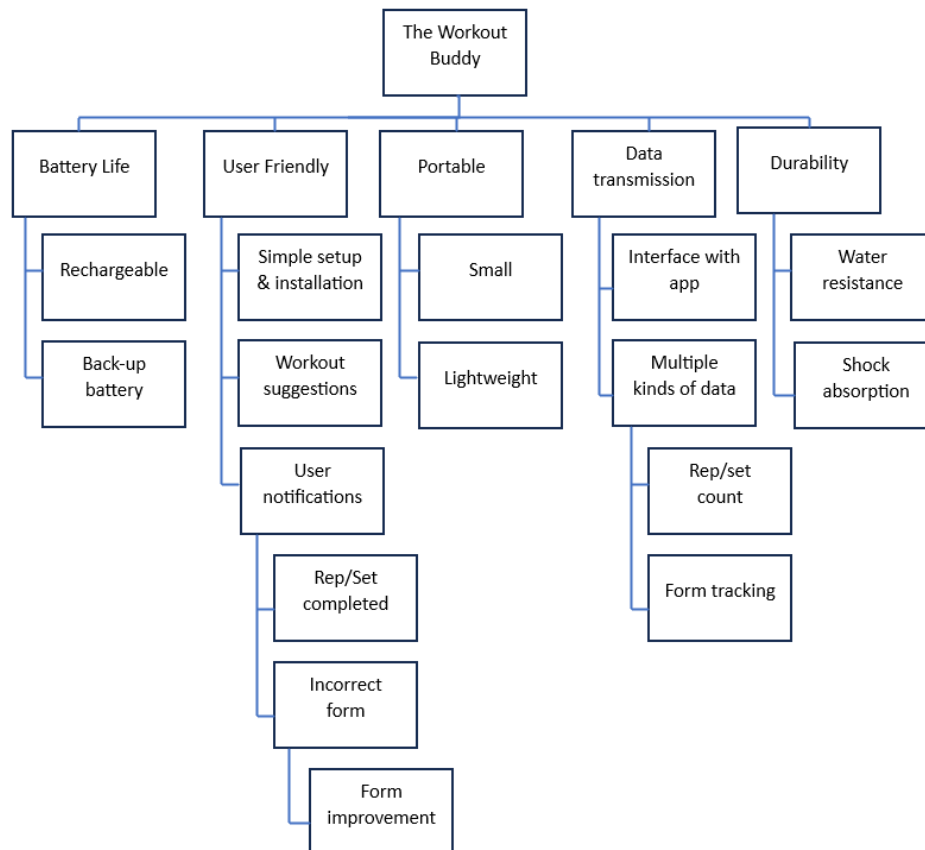 The Workout
Buddy
Battery Life
User Friendly
Portable
Data
transmission
Durability
Rechargeable
Back-up
battery
Simple setup
& installation
Workout
suggestions
User
notifications
Rep/Set
completed
Incorrect
form
Form
improvement
Small
Lightweight
Interface with
app
Multiple
kinds of data
Rep/set
count
Form tracking
Water
resistance
Shock
absorption